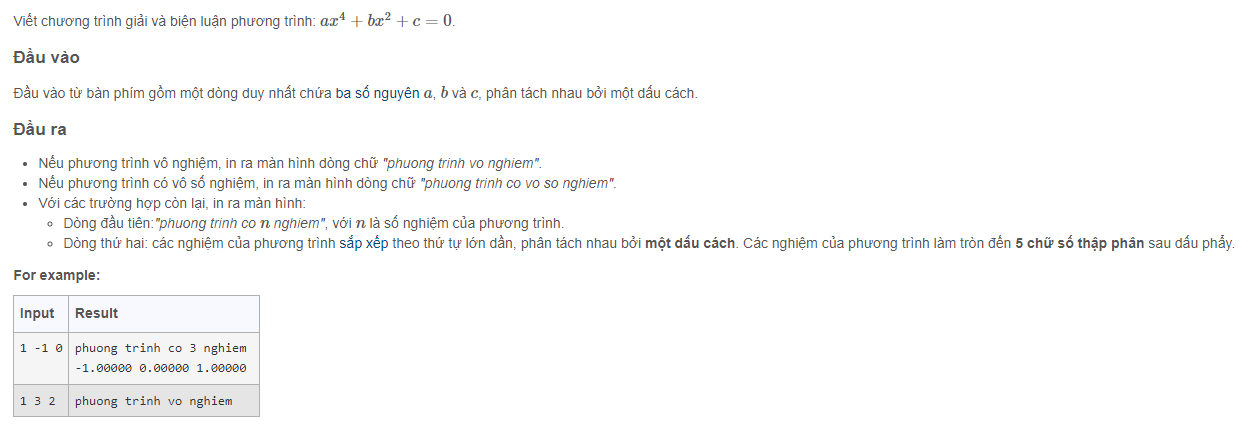 Viết chương trình giải và biện luận phương trình: ax⁴ + bx² + c = 0.
Đầu vào
Đầu vào từ bàn phím gồm một dòng duy nhất chứa ba số nguyên a, b và c, phân tách nhau bởi một dấu cách.
Đầu ra
• Nếu phương trình vô nghiệm, in ra màn hình dòng chữ "phuong trinh vo nghiem".
• Nếu phương trình có vô số nghiệm, in ra màn hình dòng chữ "phuong trinh co vo so nghiem".
• Với các trường hợp còn lại, in ra màn hình:
◦ Dòng đầu tiên:"phuong trinh co n nghiem", với n là số nghiệm của phương trình.
◦ Dòng thứ hai: các nghiệm của phương trình sắp xếp theo thứ tự lớn dần, phân tách nhau bởi một dấu cách. Các nghiệm của phương trình làm tròn đến 5 chữ số thập phân sau dấu phẩy.
For example:
Input Result
1 -1 0 phuong trinh co 3 nghiem
-1.00000 0.00000 1.00000
1 3 2 phuong trinh vo nghiem